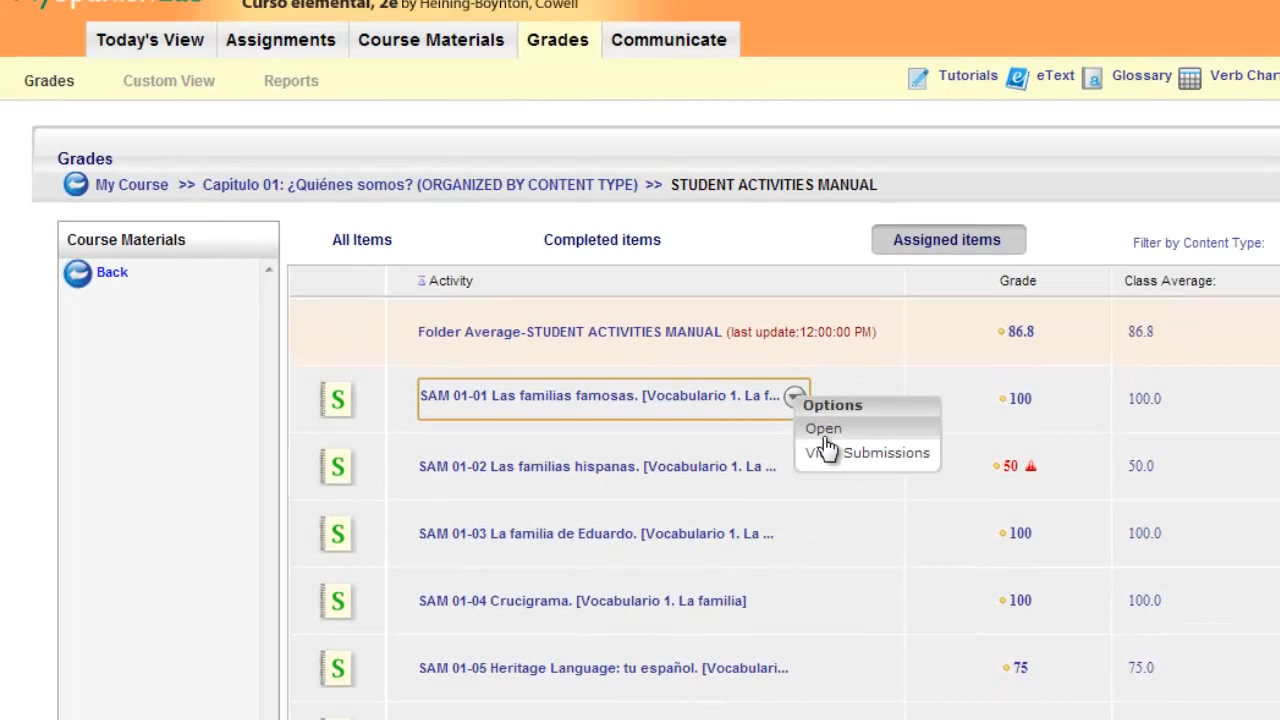 Curso elemental, 2e by Heining-Boynton, Cowell
Today's View Assignments Course Materials Grades Communicate
Grades Custom View Reports Tutorials eText Glossary Verb Char
Grades
My Course >> Capitulo 01: ¿Quiénes somos? (ORGANIZED BY CONTENT TYPE) >> STUDENT ACTIVITIES MANUAL
Course Materials All Items Completed items Assigned items Filter by Content Type:
Back
Activity Grade Class Average:
Folder Average-STUDENT ACTIVITIES MANUAL (last update:12:00:00 PM) 86.8 86.8
SAM 01-01 Las familias famosas. [Vocabulario 1. La f... 100 100.0
Options
Open
Submissions
SAM 01-02 Las familias hispanas. [Vocabulario 1. La ... 50 50.0
SAM 01-03 La familia de Eduardo. [Vocabulario 1. La ... 100 100.0
SAM 01-04 Crucigrama. [Vocabulario 1. La familia] 100 100.0
SAM 01-05 Heritage Language: tu español. [Vocabulari... 75 75.0